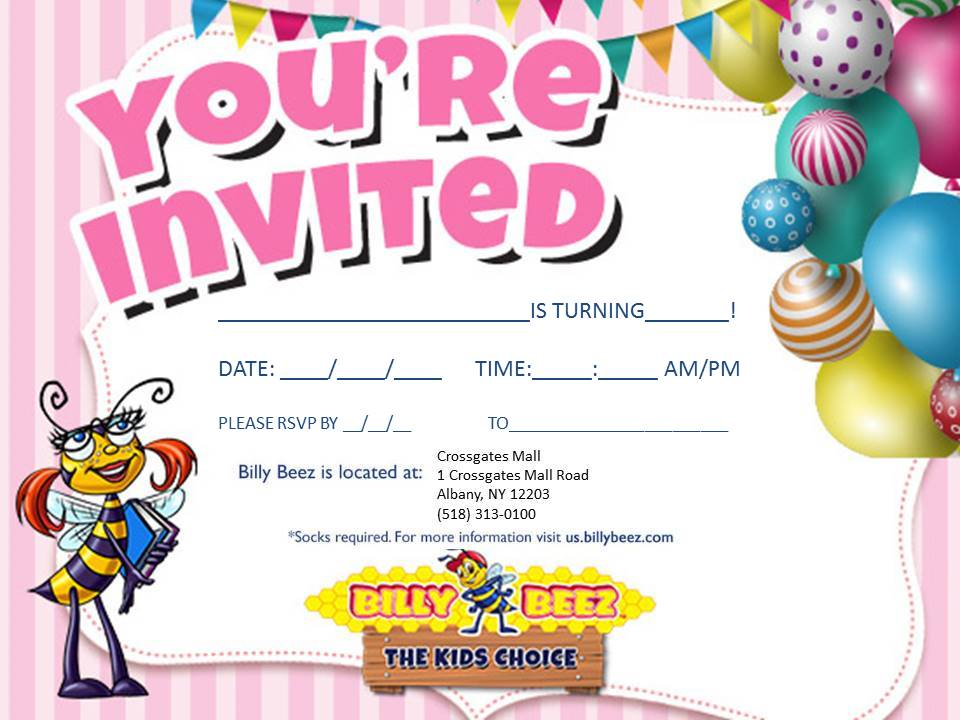 YOU'RE
INVITED
__________________________IS TURNING_______!
DATE: ____/____/____ TIME:_____:_____ AM/PM
PLEASE RSVP BY __/__/__ TO__________________________
Billy Beez is located at:
Crossgates Mall
1 Crossgates Mall Road
Albany, NY 12203
(518) 313-0100
*Socks required. For more information visit us.billybeez.com
BILLY BEEZ
THE KIDS CHOICE